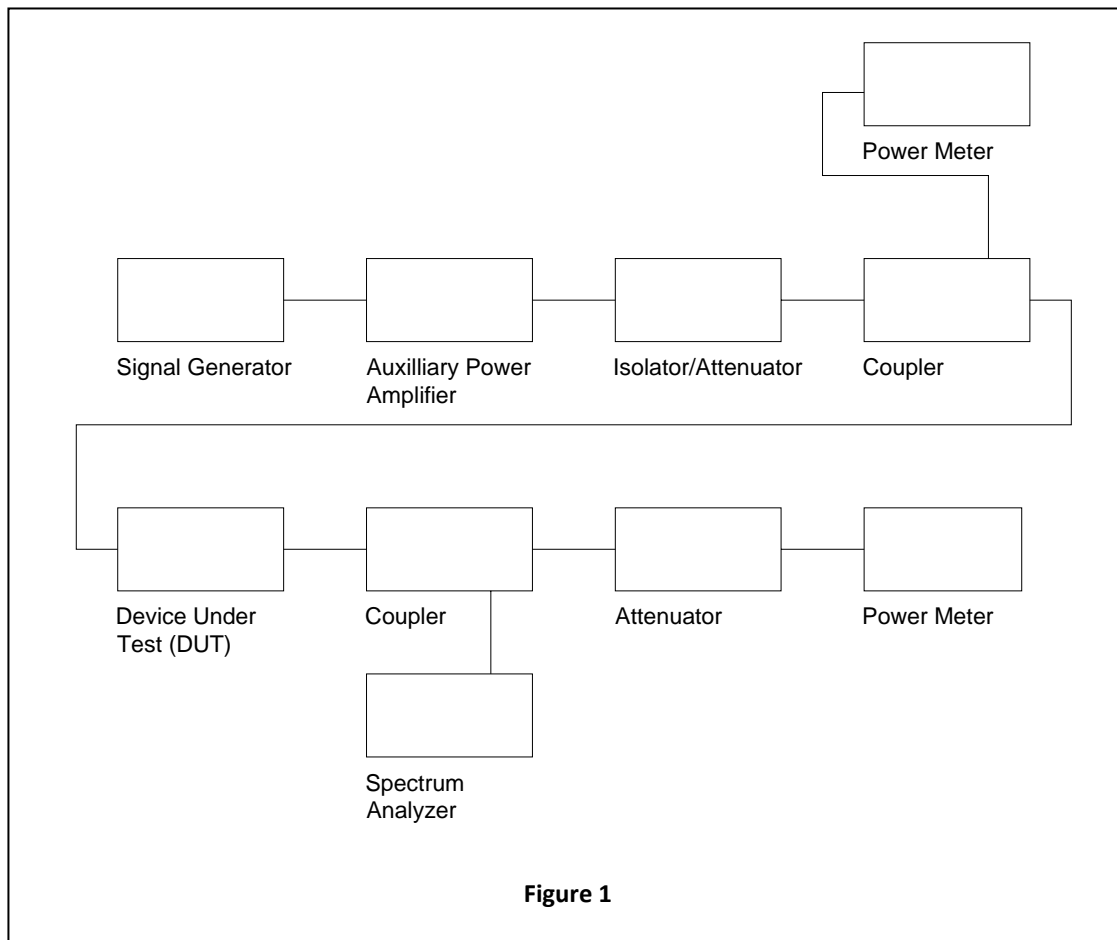 Power Meter
Signal Generator
Auxilliary Power
Amplifier
Isolator/Attenuator
Coupler
Device Under
Test (DUT)
Coupler
Attenuator
Power Meter
Spectrum
Analyzer
Figure 1